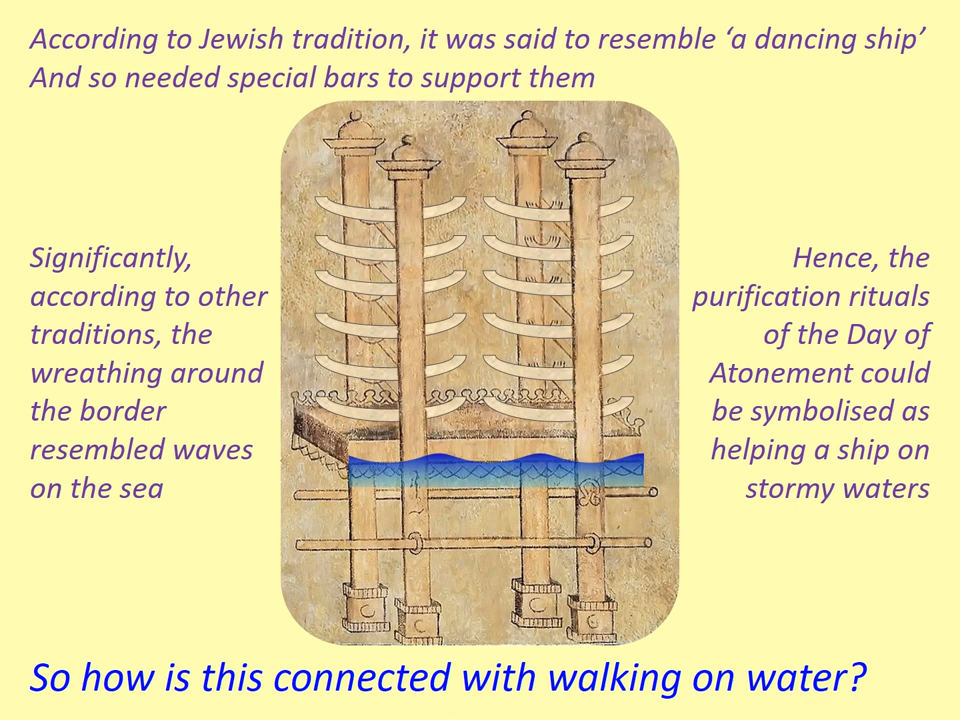 According to Jewish tradition, it was said to resemble ‘a dancing ship’
And so needed special bars to support them
Significantly,
according to other
traditions, the
wreathing around
the border
resembled waves
on the sea
Hence, the
purification rituals
of the Day of
Atonement could
be symbolised as
helping a ship on
stormy waters
So how is this connected with walking on water?